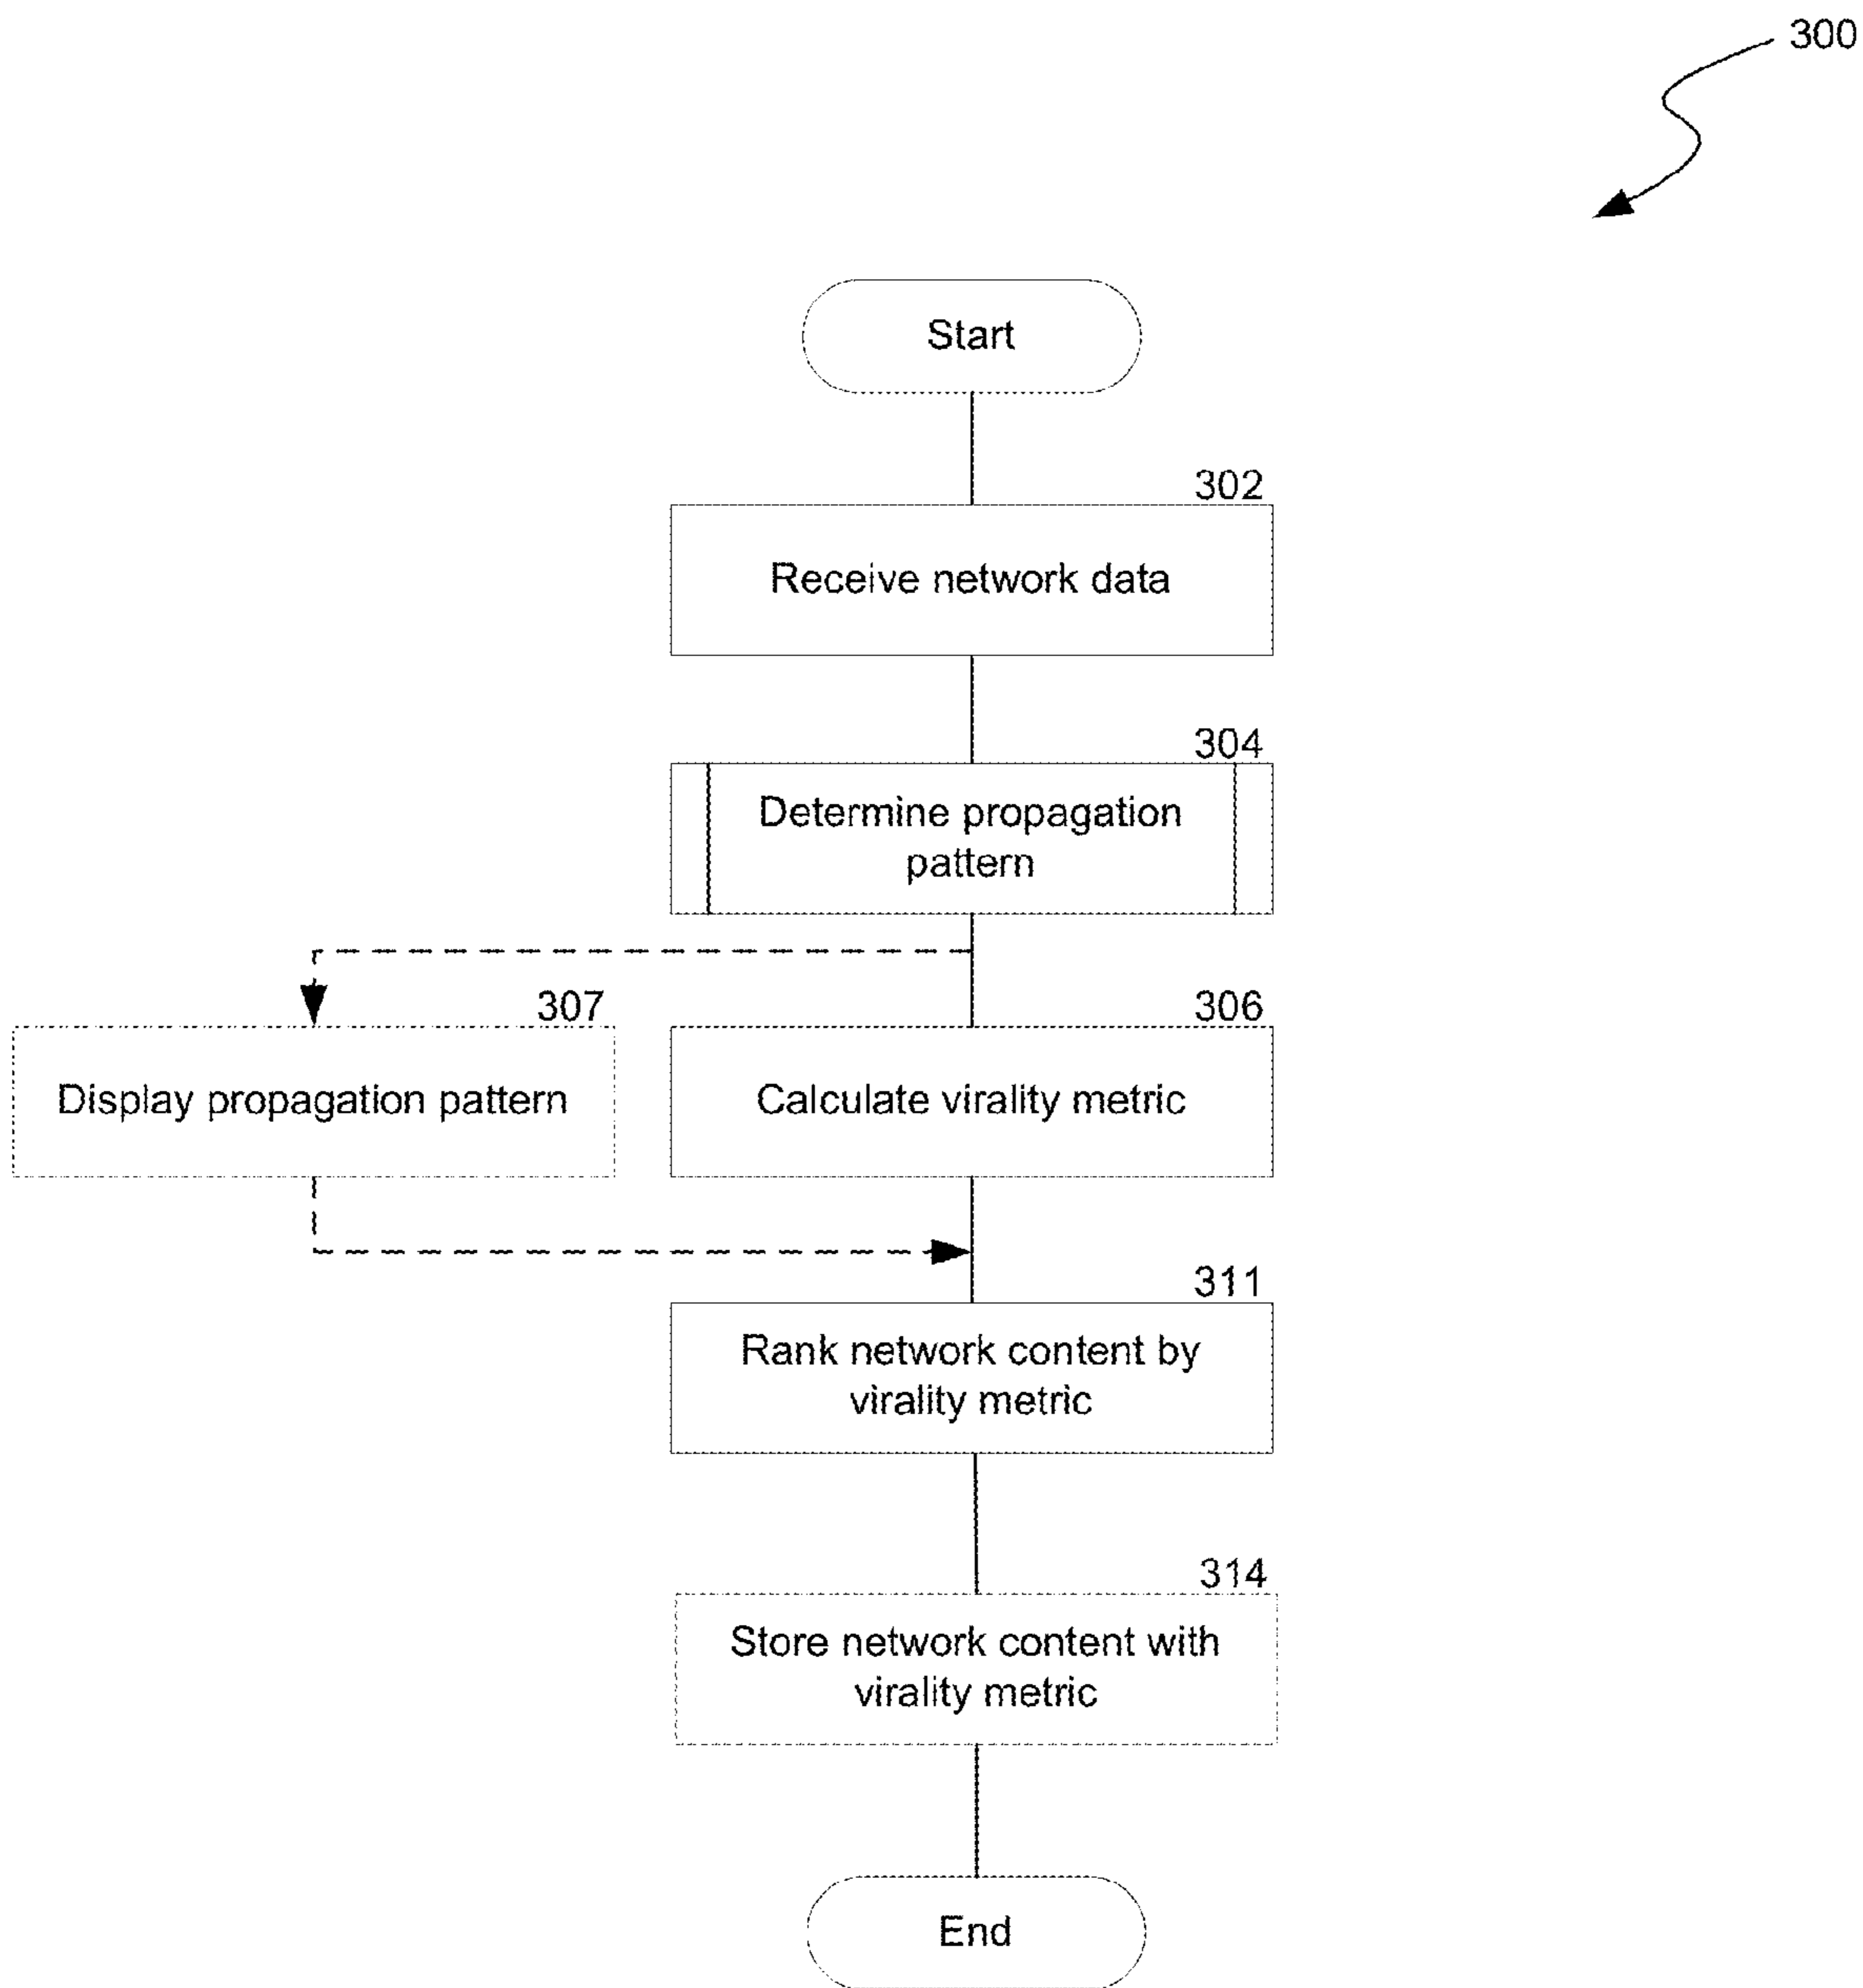 300
Start
302
Receive network data
304
Determine propagation
pattern
307
Display propagation pattern
306
Calculate virality metric
311
Rank network content by
virality metric
314
Store network content with
virality metric
End